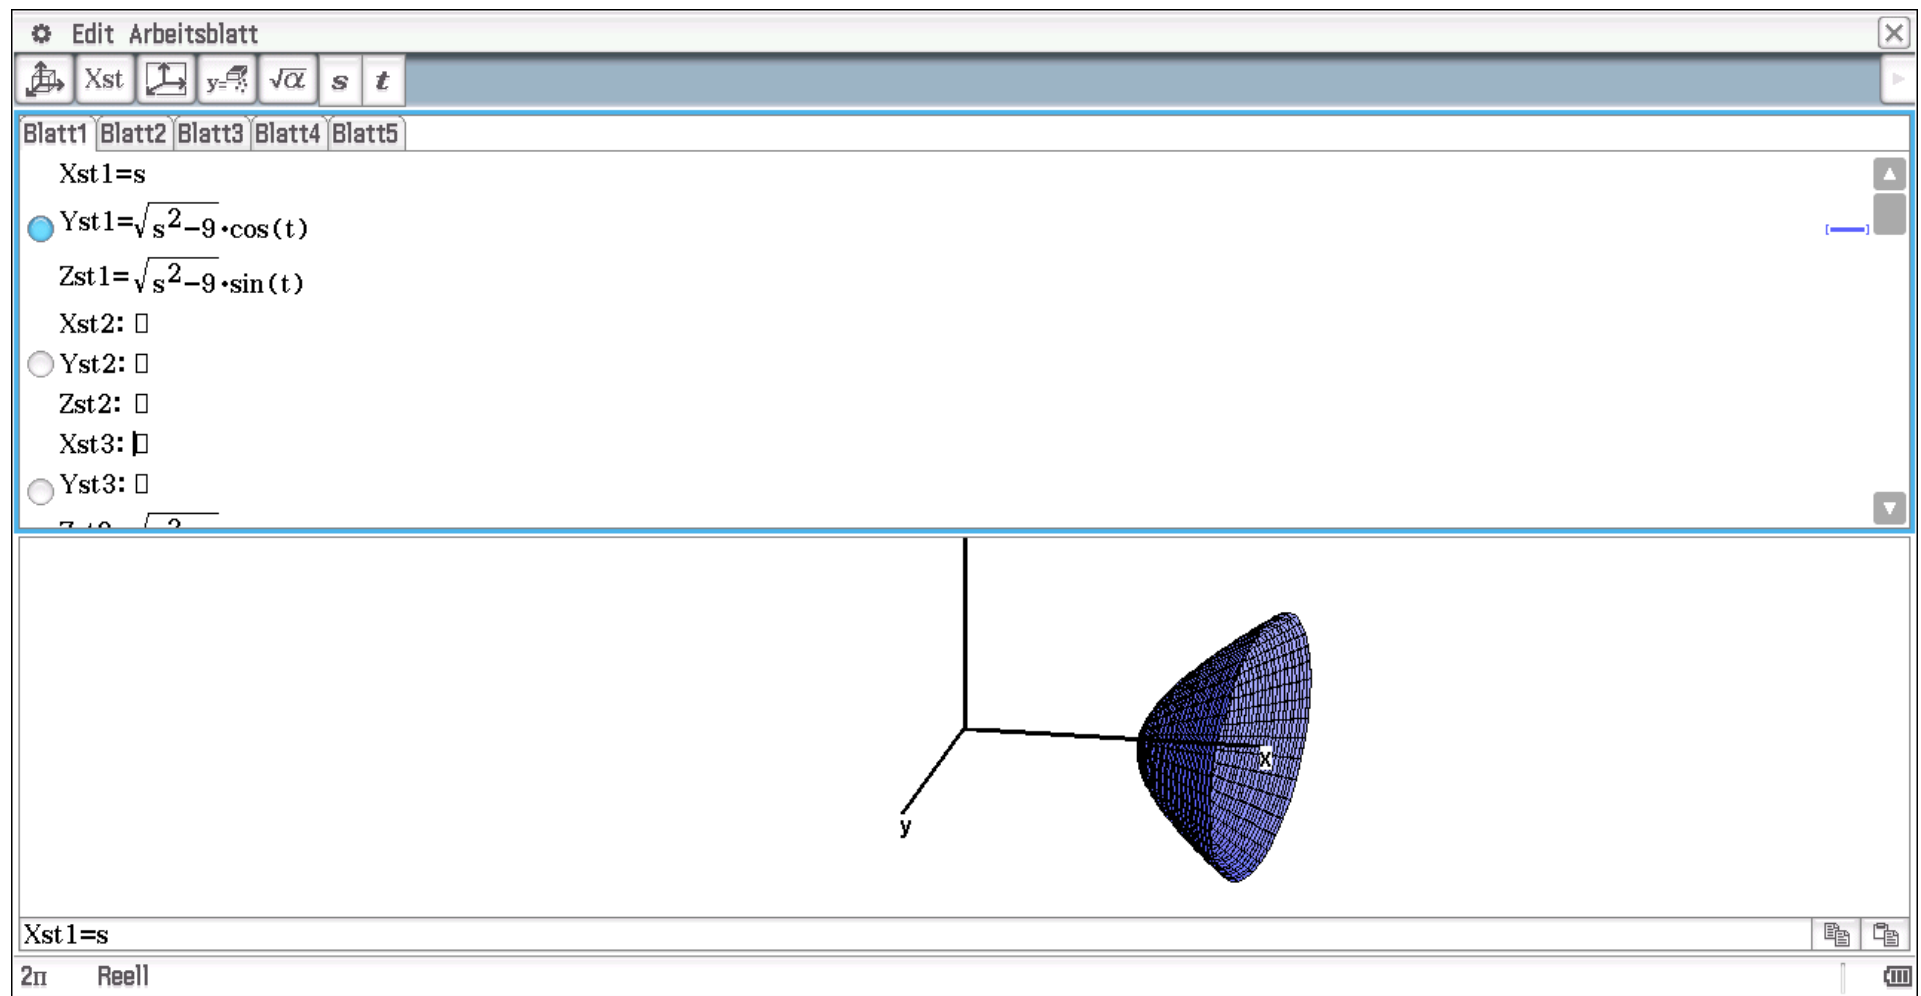 Edit Arbeitsblatt
Xst y= √α s t
Blatt1 Blatt2 Blatt3 Blatt4 Blatt5
Xst1=s
Yst1=√s²-9·cos(t)
Zst1=√s²-9·sin(t)
Xst2:
Yst2:
Zst2:
Xst3:
Yst3:
x
y
Xst1=s
2π Reell